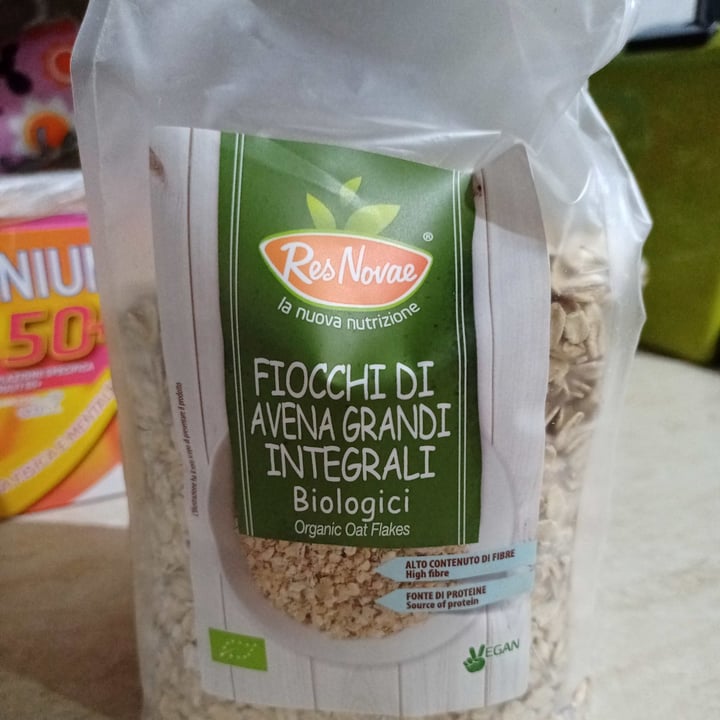 Res Novae ®
la nuova nutrizione
FIOCCHI DI
AVENA GRANDI
INTEGRALI
Biologici
Organic Oat Flakes
ALTO CONTENUTO DI FIBRE
High fibre
FONTE DI PROTEINE
Source of protein
VEGAN
NIUM
50+